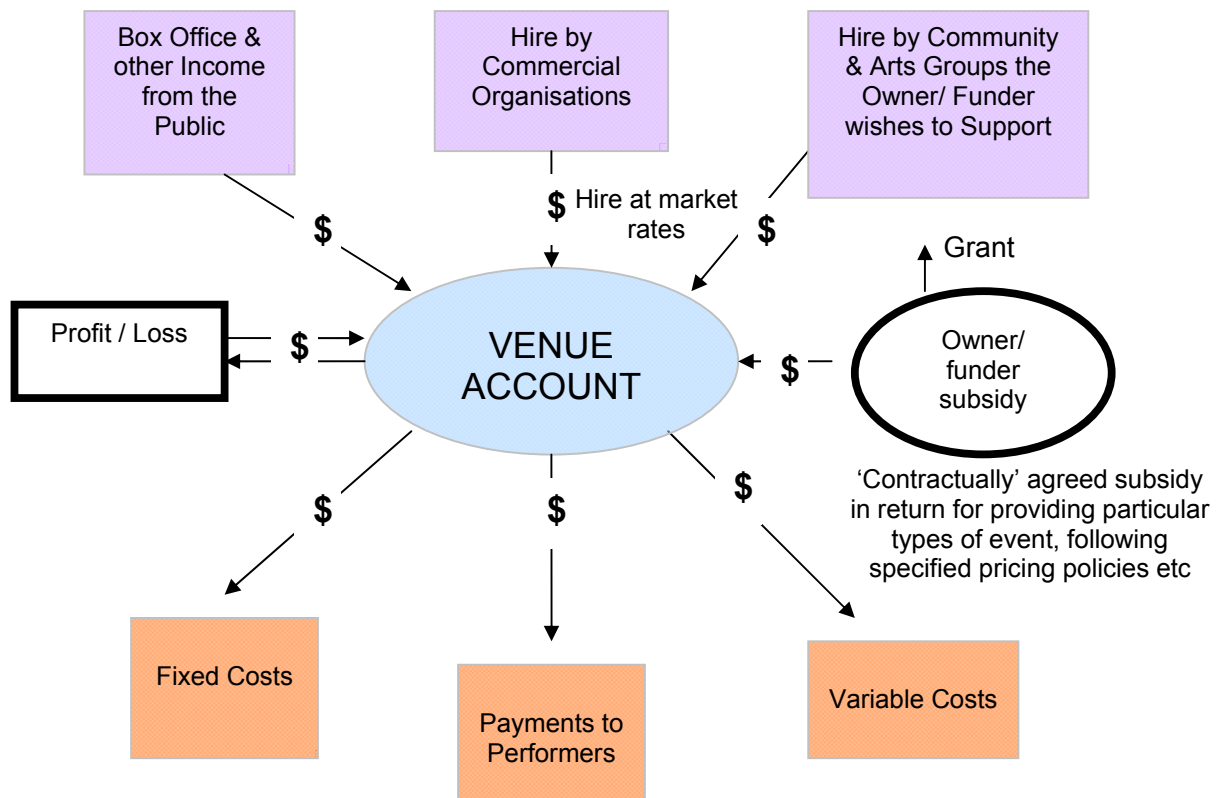 Box Office &
other Income
from the
Public
Hire by
Commercial
Organisations
Hire by Community
& Arts Groups the
Owner/ Funder
wishes to Support
$
$
Hire at market
rates
$
Grant
Profit / Loss
$
VENUE
ACCOUNT
$
Owner/
funder
subsidy
‘Contractually’ agreed subsidy
in return for providing particular
types of event, following
specified pricing policies etc
$
$
$
Fixed Costs
Payments to
Performers
Variable Costs